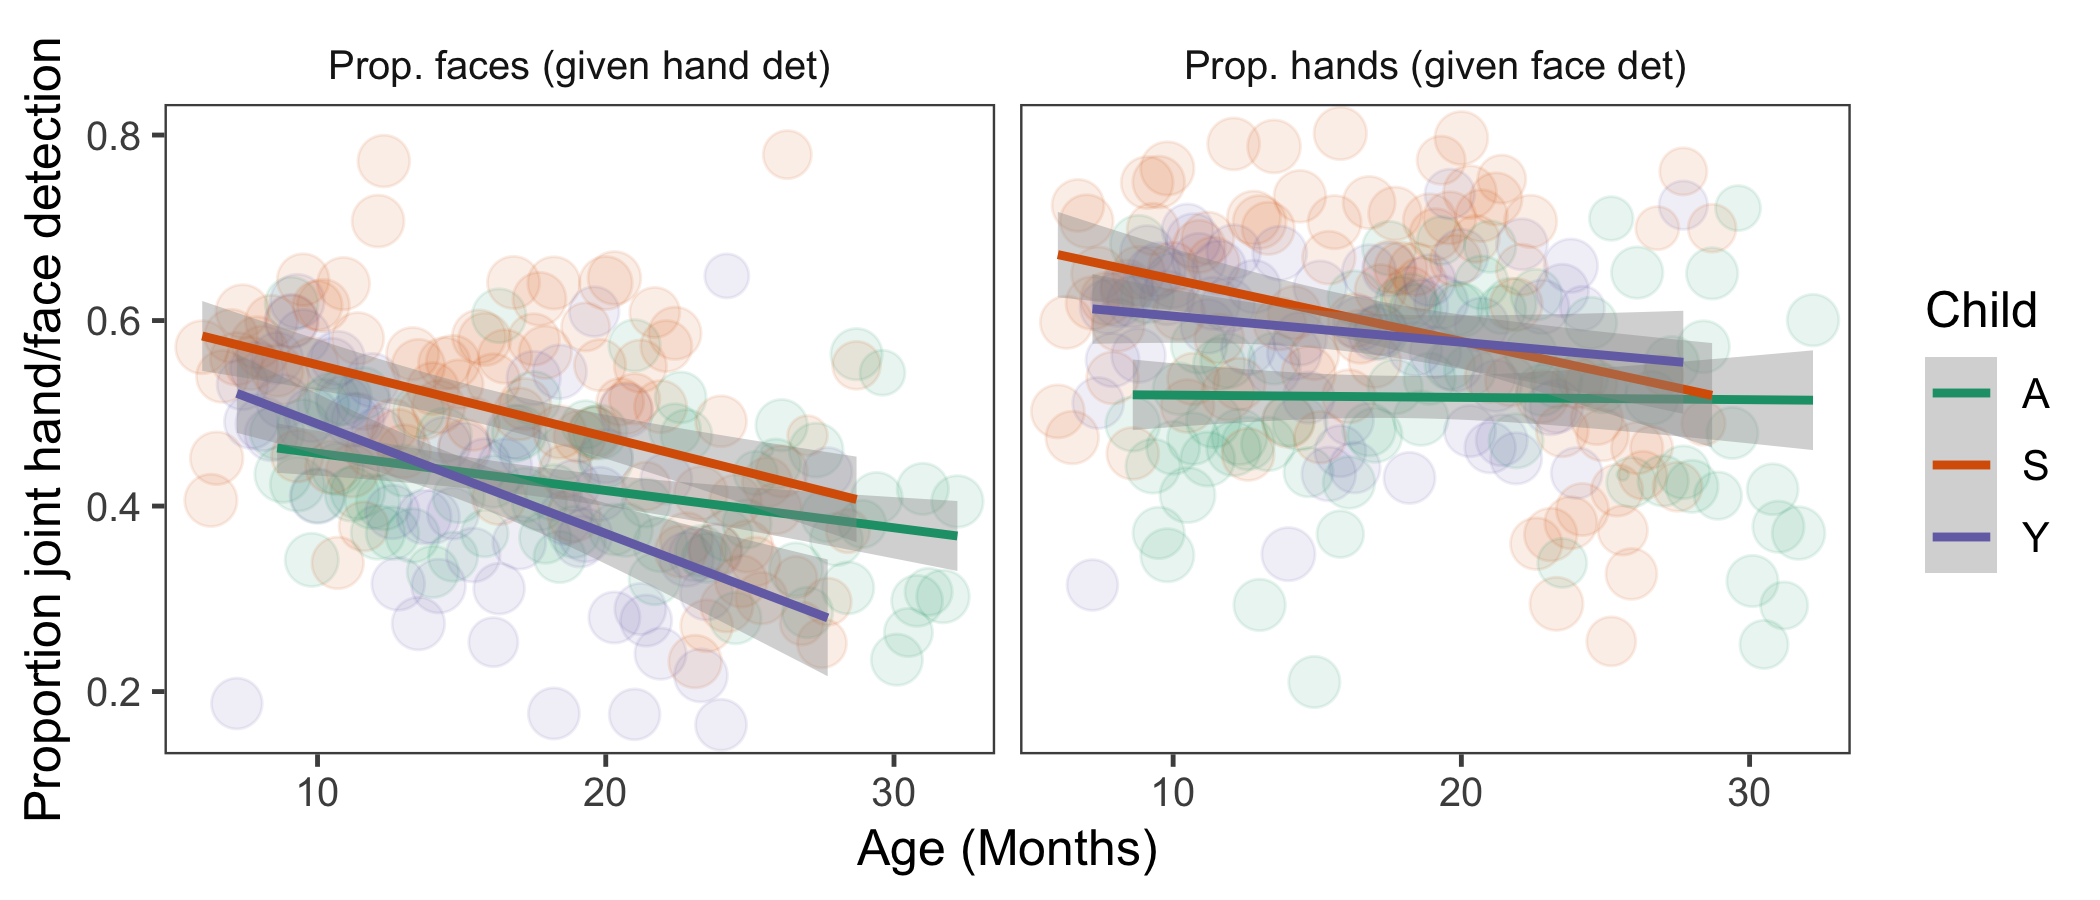 Prop. faces (given hand det)
Prop. hands (given face det)
Proportion joint hand/face detection
0.8
0.6
0.4
0.2
10
20
30
10
20
30
Age (Months)
Child
A
S
Y